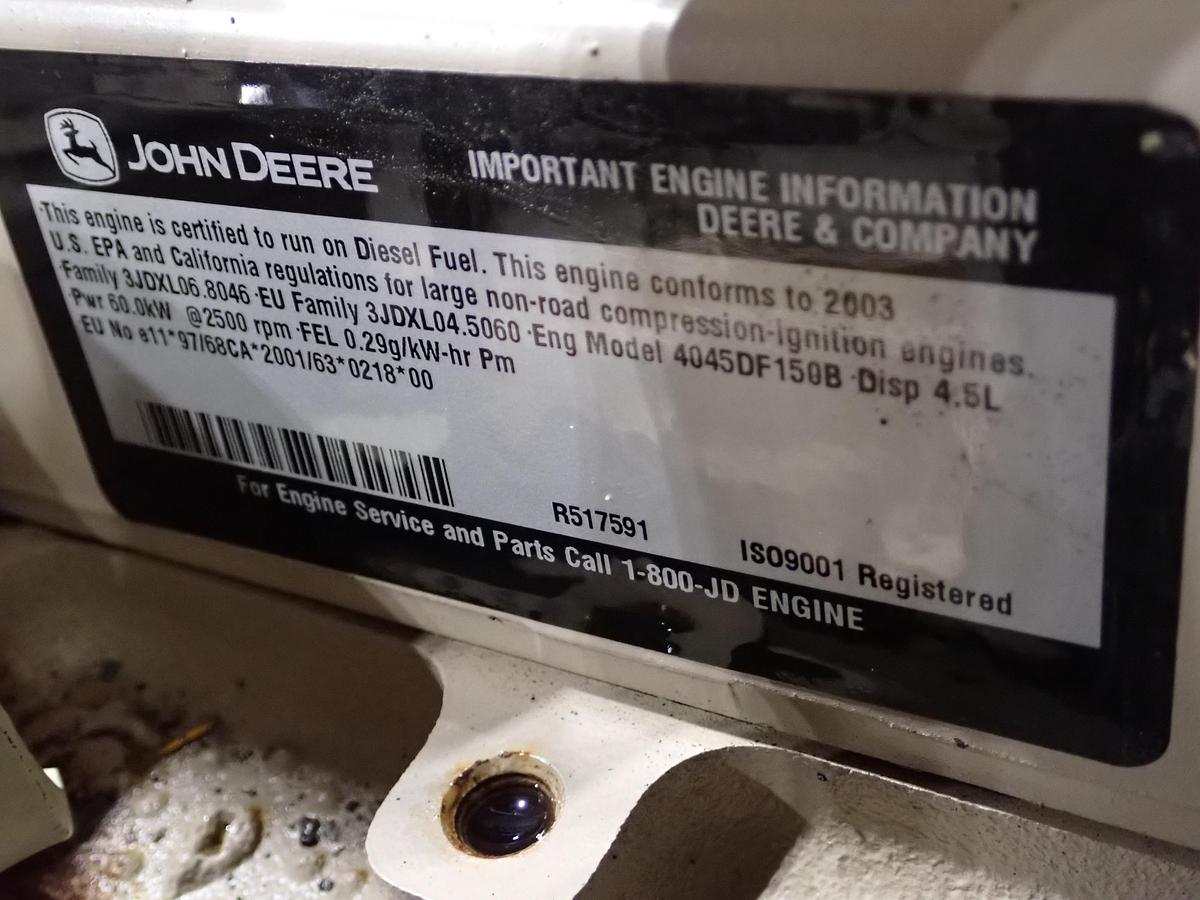 JOHN DEERE
IMPORTANT ENGINE INFORMATION
DEERE & COMPANY
·This engine is certified to run on Diesel Fuel. This engine conforms to 2003
U.S. EPA and California regulations for large non-road compression-ignition engines.
·Family 3JDXL06.8046 ·EU Family 3JDXL04.5060 ·Eng Model 4045DF150B ·Disp 4.5L
·Pwr 60.0kW @2500 rpm ·FEL 0.29g/kW-hr Pm
·EU No e11*97/68CA*2001/63*0218*00
R517591
ISO9001 Registered
For Engine Service and Parts Call 1-800-JD ENGINE